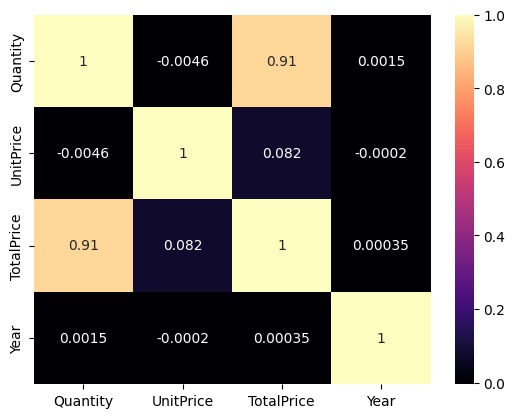 Quantity 1 -0.0046 0.91 0.0015
UnitPrice -0.0046 1 0.082 -0.0002
TotalPrice 0.91 0.082 1 0.00035
Year 0.0015 -0.0002 0.00035 1
Quantity UnitPrice TotalPrice Year
1.0
0.8
0.6
0.4
0.2
0.0